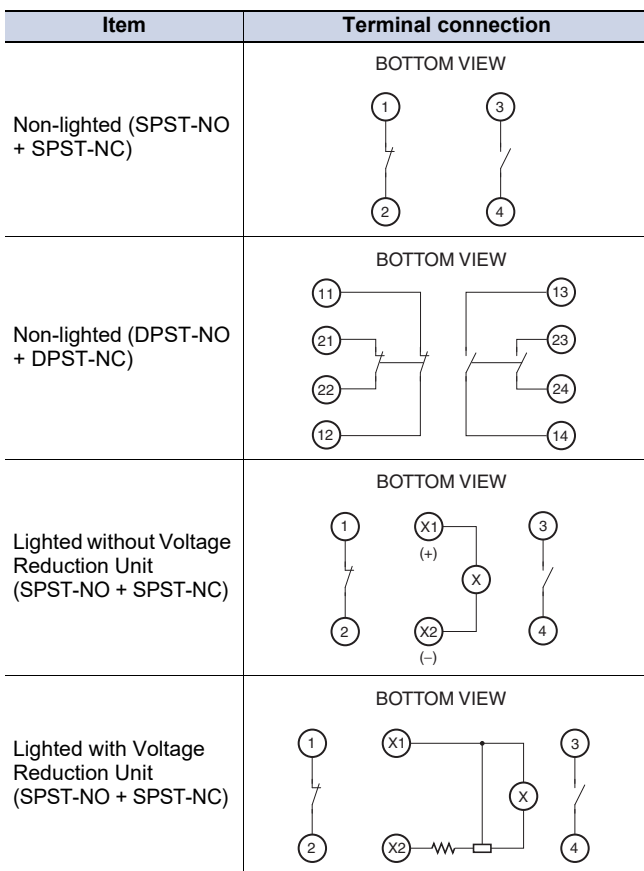 Item Terminal connection
Non-lighted (SPST-NO
+ SPST-NC)
BOTTOM VIEW
1 3
2 4
Non-lighted (DPST-NO
+ DPST-NC)
BOTTOM VIEW
11 13
21 23
22 24
12 14
Lighted without Voltage
Reduction Unit
(SPST-NO + SPST-NC)
BOTTOM VIEW
1 X1 3
(+)
X
2 X2 4
(–)
Lighted with Voltage
Reduction Unit
(SPST-NO + SPST-NC)
BOTTOM VIEW
1 X1 3
X
2 X2 4